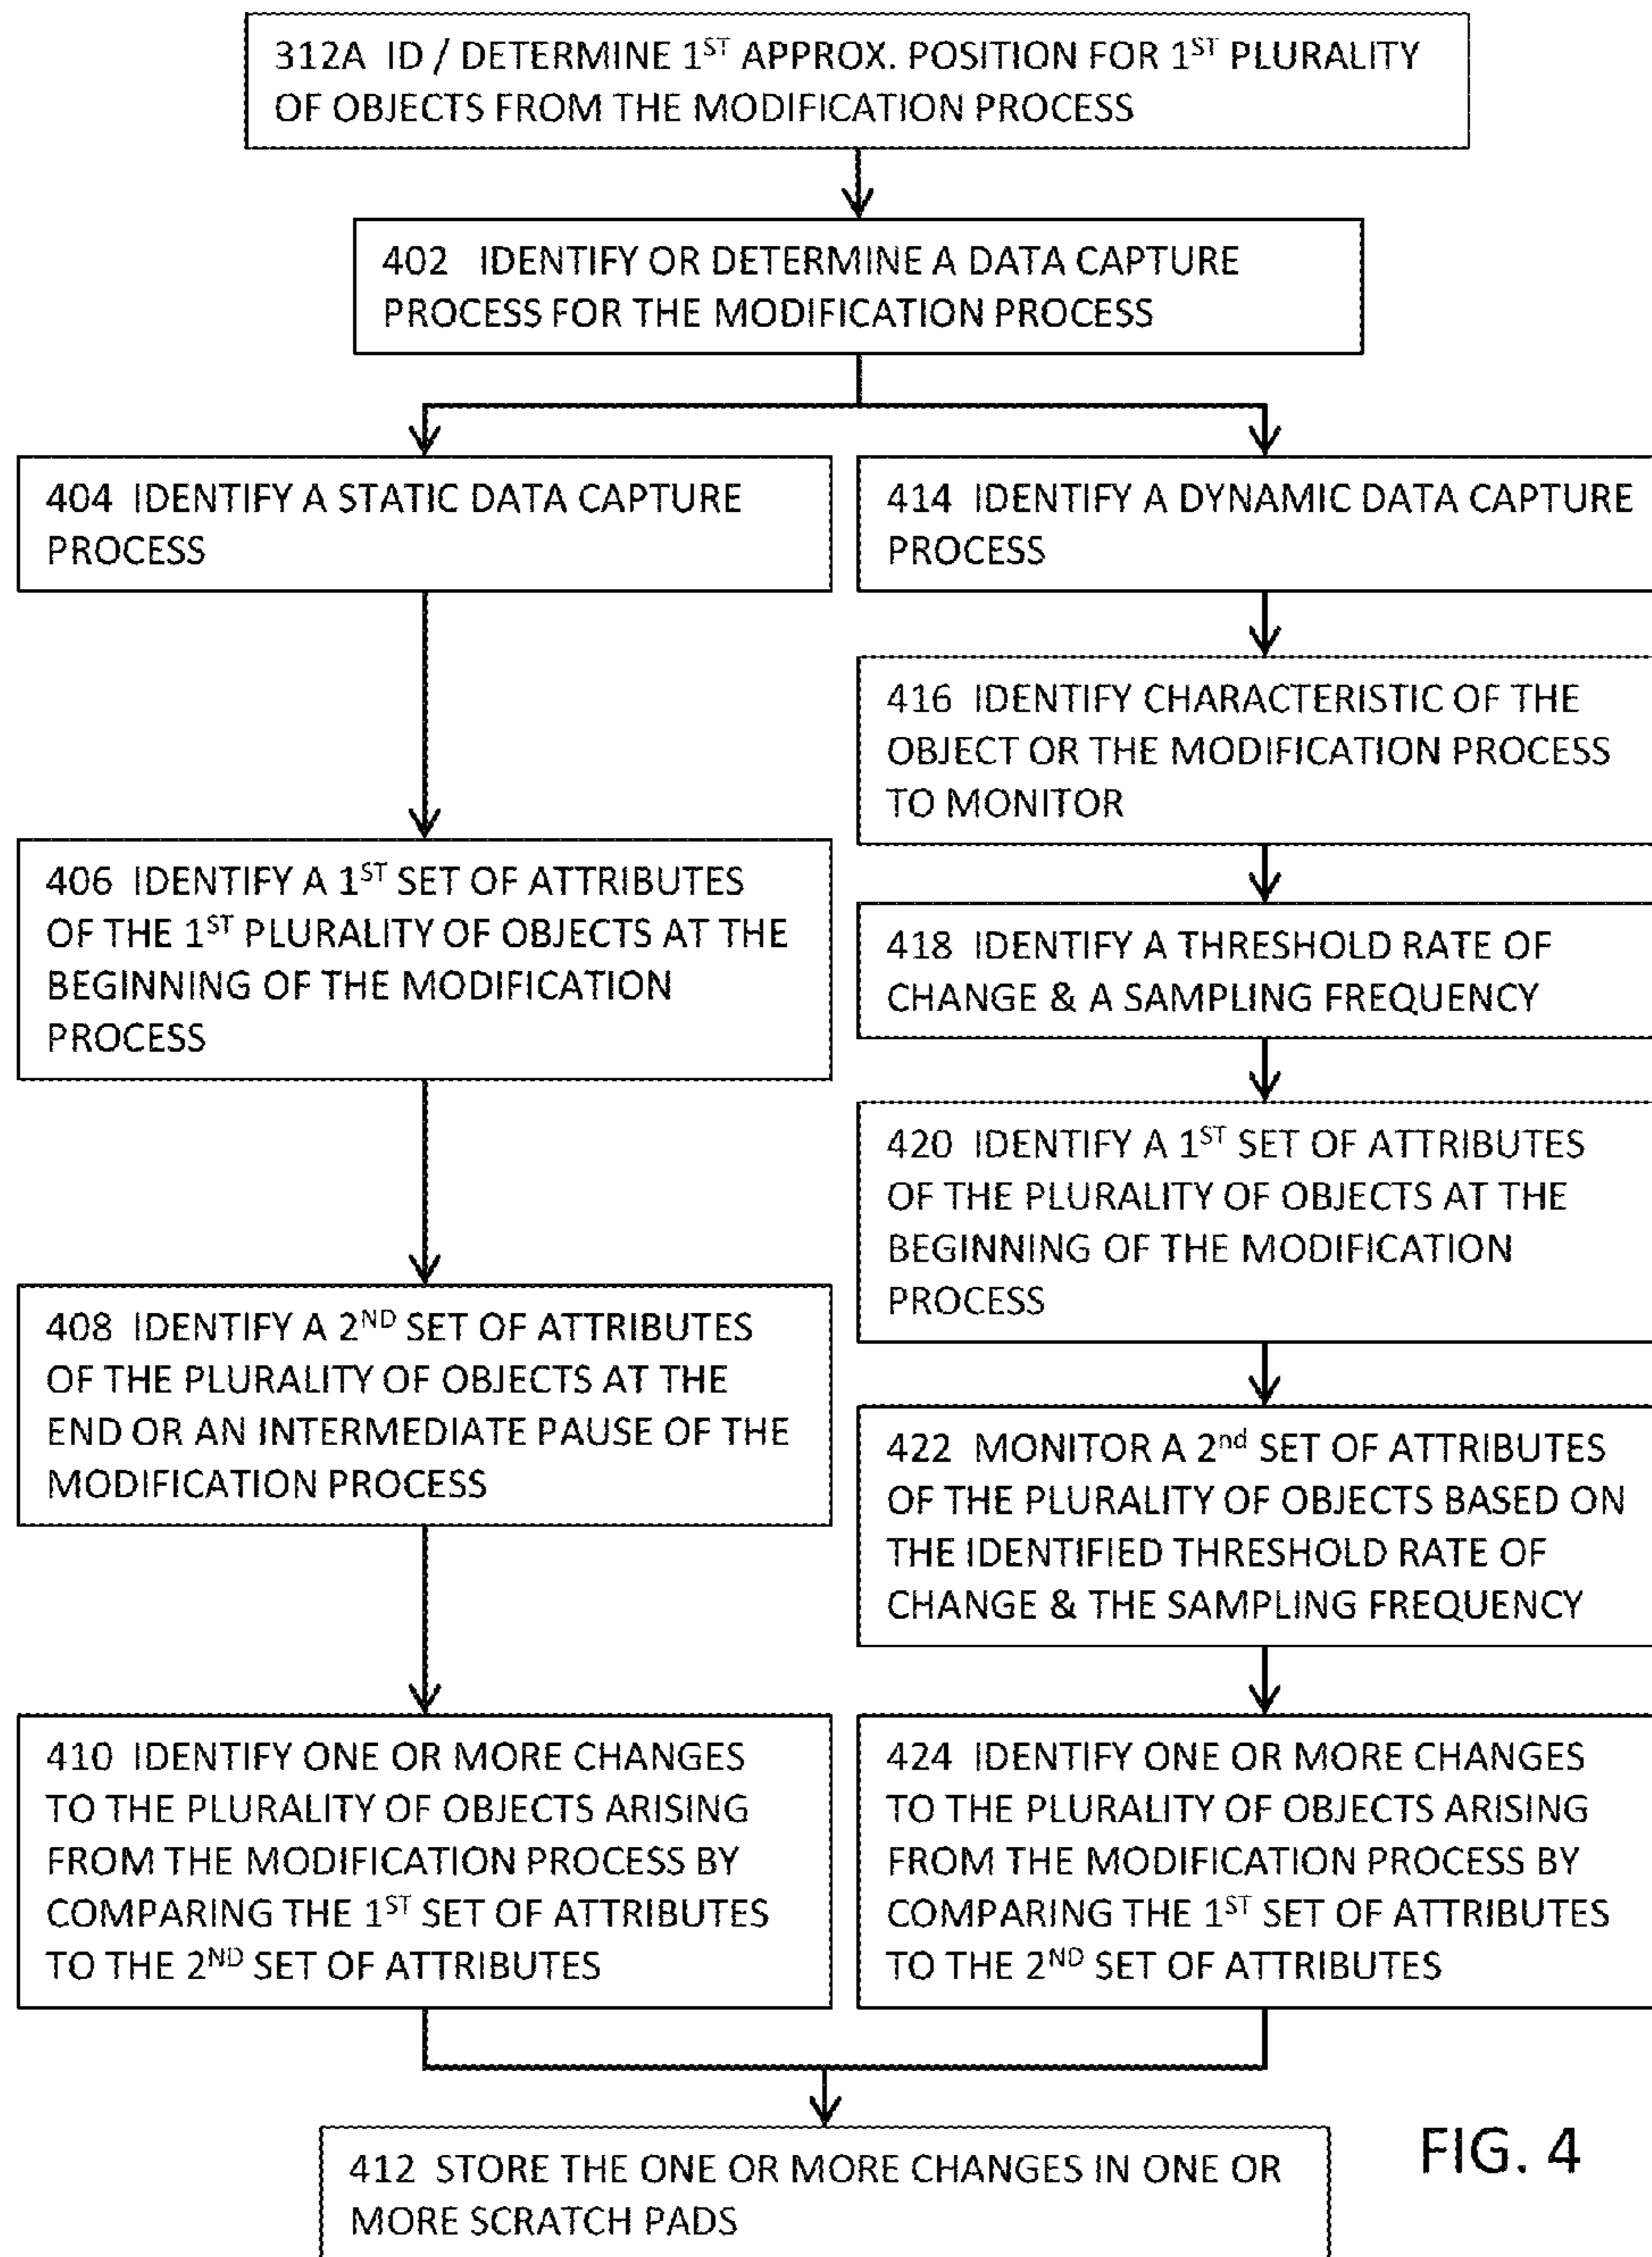 312A ID / DETERMINE 1ST APPROX. POSITION FOR 1ST PLURALITY
OF OBJECTS FROM THE MODIFICATION PROCESS
402 IDENTIFY OR DETERMINE A DATA CAPTURE
PROCESS FOR THE MODIFICATION PROCESS
404 IDENTIFY A STATIC DATA CAPTURE
PROCESS
406 IDENTIFY A 1ST SET OF ATTRIBUTES
OF THE 1ST PLURALITY OF OBJECTS AT THE
BEGINNING OF THE MODIFICATION
PROCESS
408 IDENTIFY A 2ND SET OF ATTRIBUTES
OF THE PLURALITY OF OBJECTS AT THE
END OR AN INTERMEDIATE PAUSE OF THE
MODIFICATION PROCESS
410 IDENTIFY ONE OR MORE CHANGES
TO THE PLURALITY OF OBJECTS ARISING
FROM THE MODIFICATION PROCESS BY
COMPARING THE 1ST SET OF ATTRIBUTES
TO THE 2ND SET OF ATTRIBUTES
414 IDENTIFY A DYNAMIC DATA CAPTURE
PROCESS
416 IDENTIFY CHARACTERISTIC OF THE
OBJECT OR THE MODIFICATION PROCESS
TO MONITOR
418 IDENTIFY A THRESHOLD RATE OF
CHANGE & A SAMPLING FREQUENCY
420 IDENTIFY A 1ST SET OF ATTRIBUTES
OF THE PLURALITY OF OBJECTS AT THE
BEGINNING OF THE MODIFICATION
PROCESS
422 MONITOR A 2nd SET OF ATTRIBUTES
OF THE PLURALITY OF OBJECTS BASED ON
THE IDENTIFIED THRESHOLD RATE OF
CHANGE & THE SAMPLING FREQUENCY
424 IDENTIFY ONE OR MORE CHANGES
TO THE PLURALITY OF OBJECTS ARISING
FROM THE MODIFICATION PROCESS BY
COMPARING THE 1ST SET OF ATTRIBUTES
TO THE 2ND SET OF ATTRIBUTES
412 STORE THE ONE OR MORE CHANGES IN ONE OR
MORE SCRATCH PADS
FIG. 4